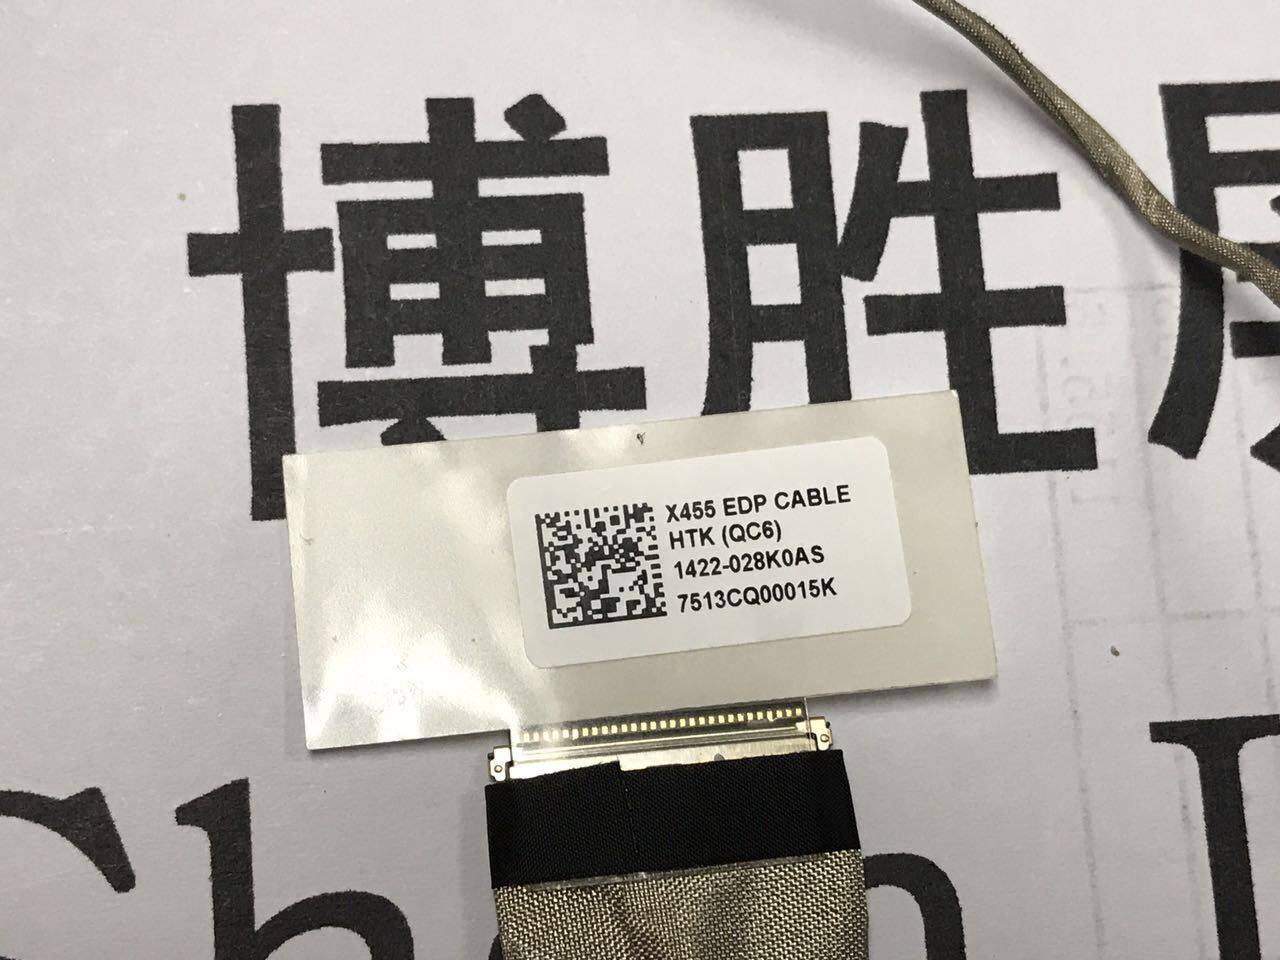 博胜
X455 EDP CABLE
HTK (QC6)
1422-028K0AS
7513CQ00015K